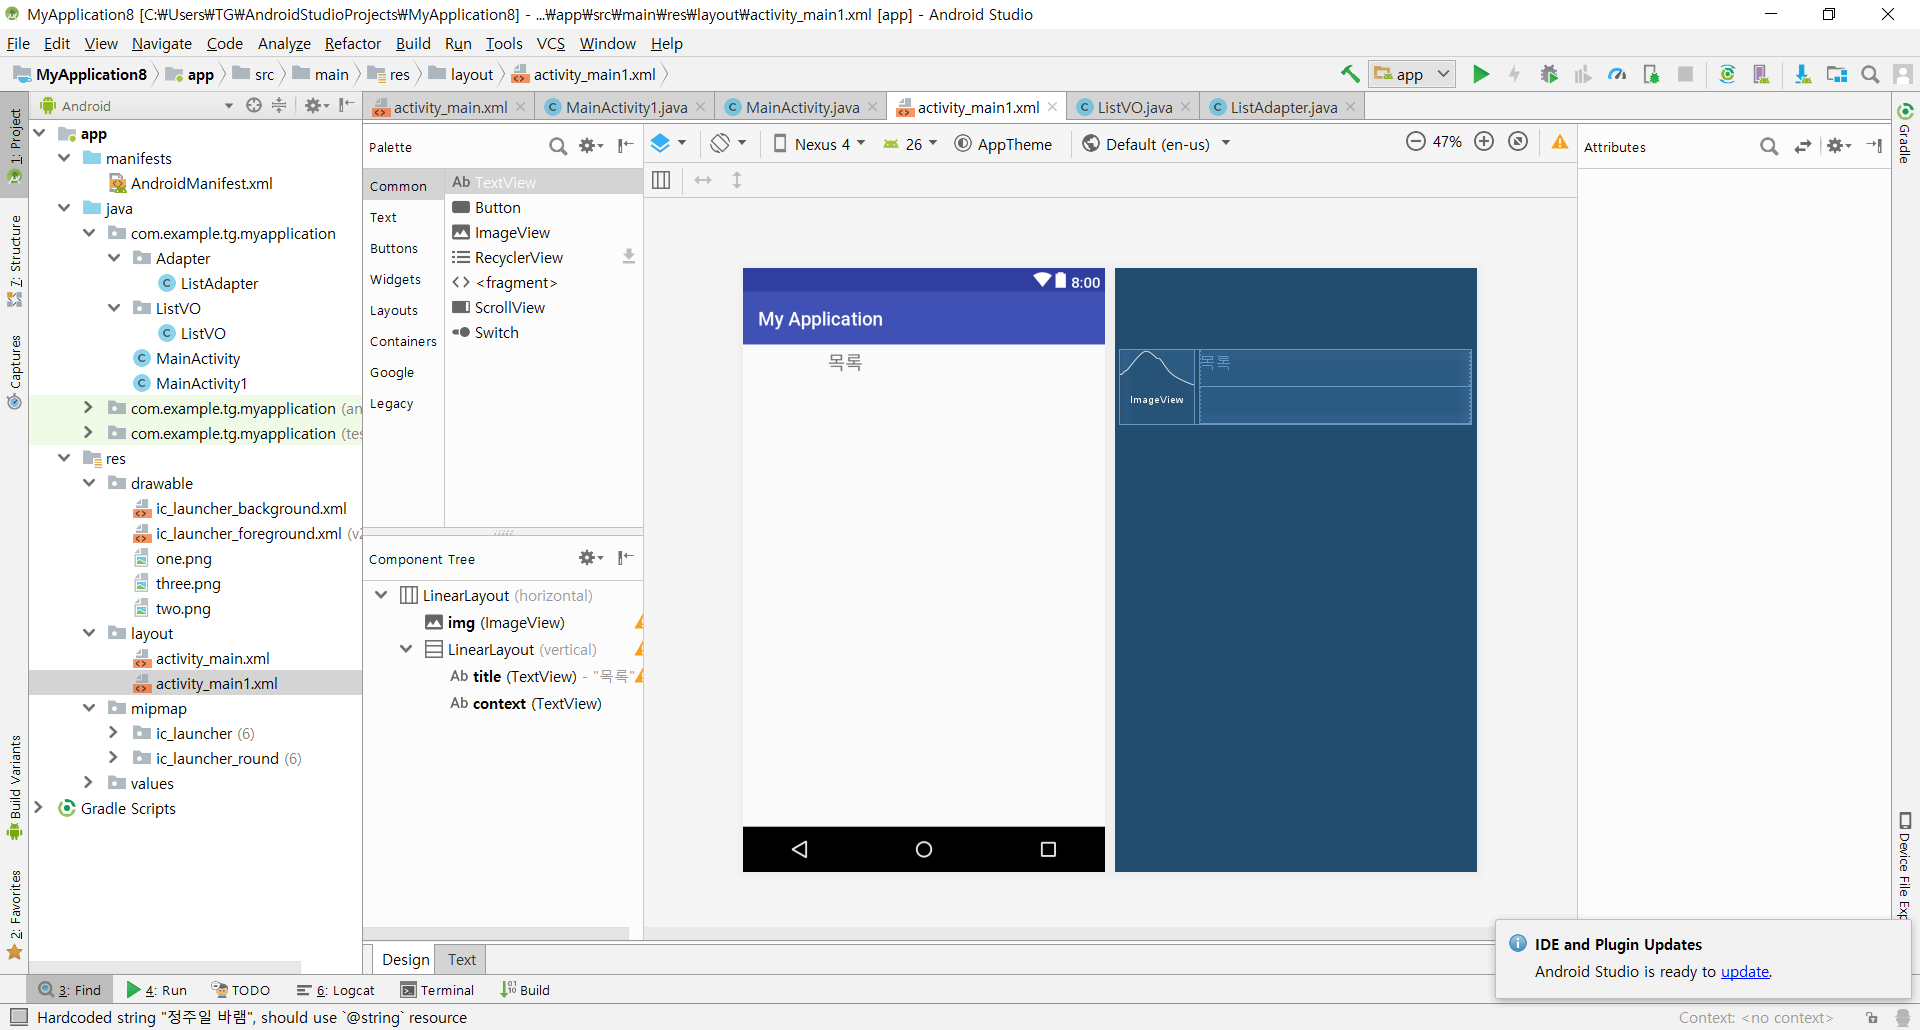 MyApplication8 [C:₩Users₩TG₩AndroidStudioProjects₩MyApplication8] - ...₩app₩src₩main₩res₩layout₩activity_main1.xml [app] - Android Studio
File Edit View Navigate Code Analyze Refactor Build Run Tools VCS Window Help
MyApplication8 app src main res layout activity_main1.xml
app
Android
activity_main.xml MainActivity1.java MainActivity.java activity_main1.xml ListVO.java ListAdapter.java
1: Project
7: Structure
Captures
Build Variants
2: Favorites
app
manifests
AndroidManifest.xml
java
com.example.tg.myapplication
Adapter
ListAdapter
ListVO
ListVO
MainActivity
MainActivity1
com.example.tg.myapplication (an
com.example.tg.myapplication (tes
res
drawable
ic_launcher_background.xml
ic_launcher_foreground.xml (v2
one.png
three.png
two.png
layout
activity_main.xml
activity_main1.xml
mipmap
ic_launcher (6)
ic_launcher_round (6)
values
Gradle Scripts
Palette
Common
Text
Buttons
Widgets
Layouts
Containers
Google
Legacy
Ab TextView
Button
ImageView
RecyclerView
<fragment>
ScrollView
Switch
Component Tree
LinearLayout (horizontal)
img (ImageView)
LinearLayout (vertical)
Ab title (TextView) - "목록"
Ab context (TextView)
Nexus 4 26 AppTheme Default (en-us) 47%
8:00
My Application
목록
목록
ImageView
Attributes
Gradle
Device File Exp
Design Text
IDE and Plugin Updates
Android Studio is ready to update.
3: Find 4: Run TODO 6: Logcat Terminal Build
Hardcoded string "정주일 바램", should use `@string` resource
Context: <no context>